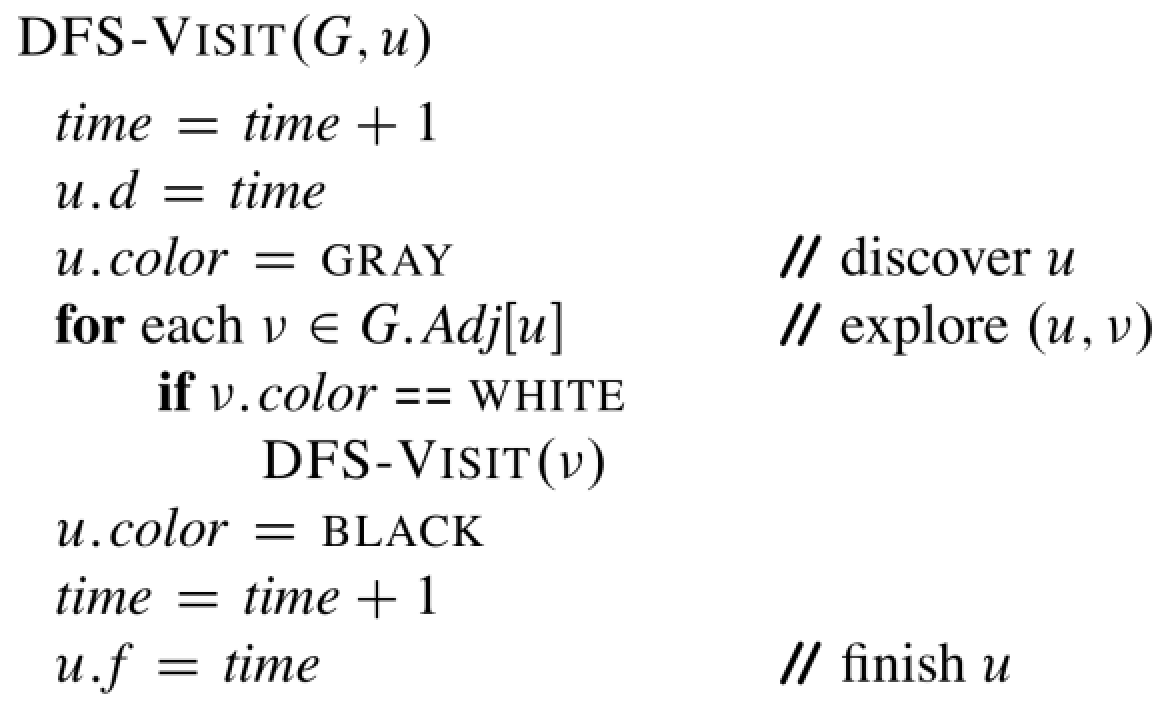 DFS-VISIT(G, u)
time = time + 1
u.d = time
u.color = GRAY // discover u
for each v ∈ G.Adj[u] // explore (u, v)
if v.color == WHITE
DFS-VISIT(v)
u.color = BLACK
time = time + 1
u.f = time // finish u